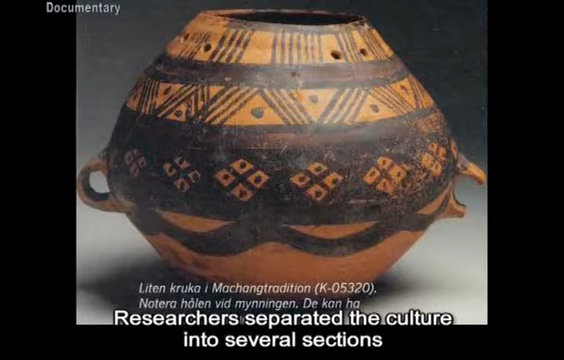 Documentary
Liten kruka i Machangtradition (K-05320).
Notera hålen vid mynningen. De kan ha
Researchers separated the culture
into several sections